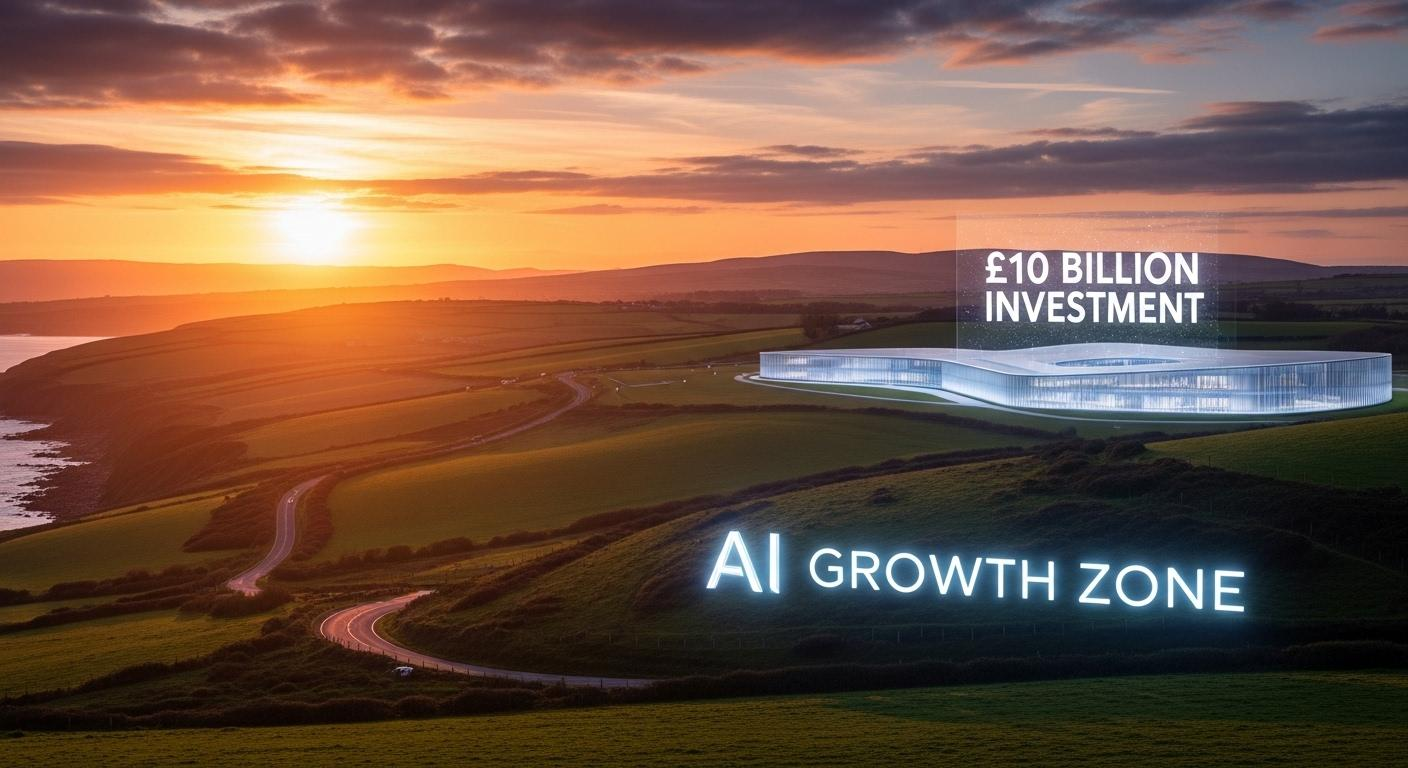 £10 BILLION
INVESTMENT
AI GROWTH ZONE